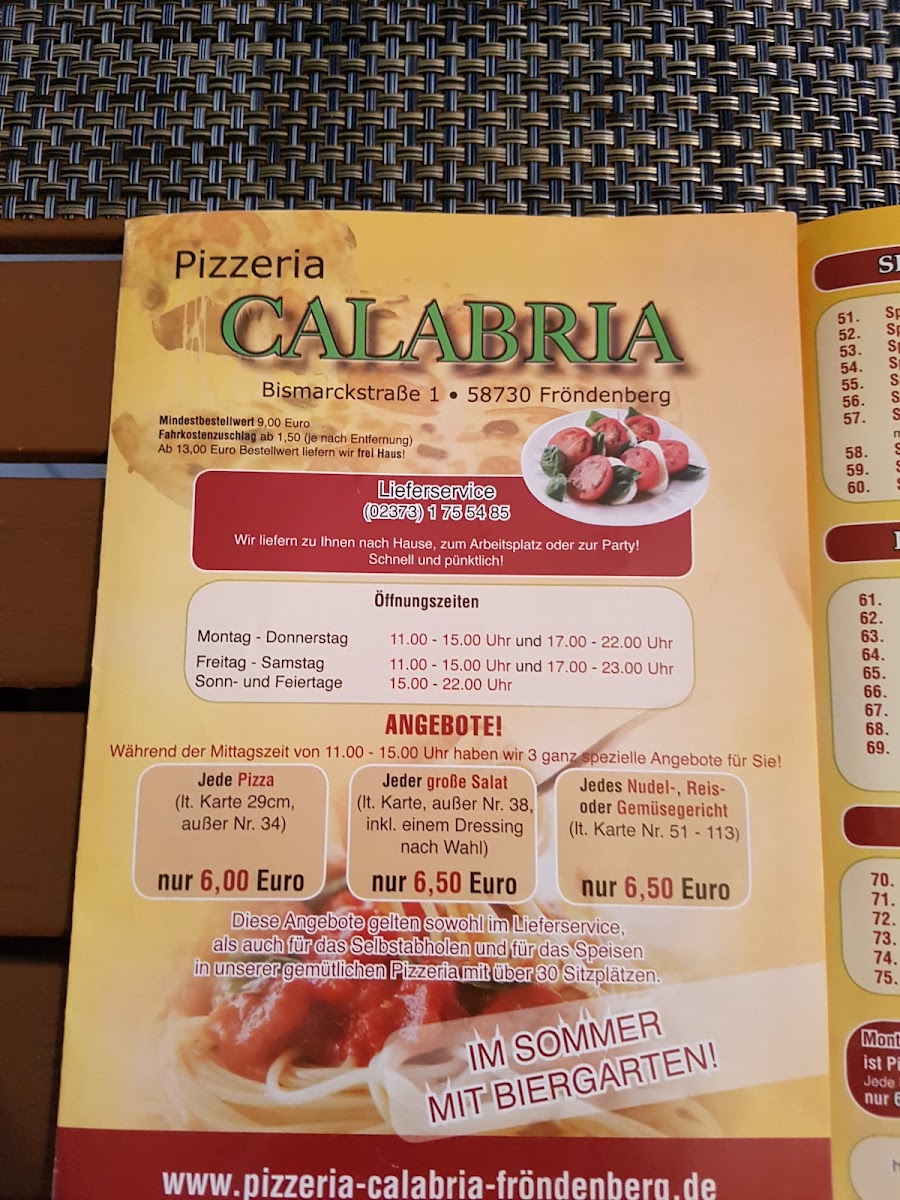 Pizzeria
CALABRIA
Bismarckstraße 1 • 58730 Fröndenberg
Mindestbestellwert 9,00 Euro
Fahrkostenzuschlag ab 1,50 (je nach Entfernung)
Ab 13,00 Euro Bestellwert liefern wir frei Haus!
Lieferservice
(02373) 1 75 54 85
Wir liefern zu Ihnen nach Hause, zum Arbeitsplatz oder zur Party!
Schnell und pünktlich!
Öffnungszeiten
Montag - Donnerstag 11.00 - 15.00 Uhr und 17.00 - 22.00 Uhr
Freitag - Samstag 11.00 - 15.00 Uhr und 17.00 - 23.00 Uhr
Sonn- und Feiertage 15.00 - 22.00 Uhr
ANGEBOTE!
Während der Mittagszeit von 11.00 - 15.00 Uhr haben wir 3 ganz spezielle Angebote für Sie!
Jede Pizza
(lt. Karte 29cm,
außer Nr. 34)
nur 6,00 Euro
Jeder große Salat
(lt. Karte, außer Nr. 38,
inkl. einem Dressing
nach Wahl)
nur 6,50 Euro
Jedes Nudel-, Reis-
oder Gemüsegericht
(lt. Karte Nr. 51 - 113)
nur 6,50 Euro
Diese Angebote gelten sowohl im Lieferservice,
als auch für das Selbstabholen und für das Speisen
in unserer gemütlichen Pizzeria mit über 30 Sitzplätzen.
IM SOMMER
MIT BIERGARTEN!
www.pizzeria-calabria-fröndenberg.de
51. Sp
52. Sp
53. Sp
54. Sp
55. S
56. S
57. S
58. S
59. S
60. S
61.
62.
63.
64.
65.
66.
67.
68.
69.
70.
71.
72.
73.
74.
75.
Mont
ist Pi
Jede
nur 6